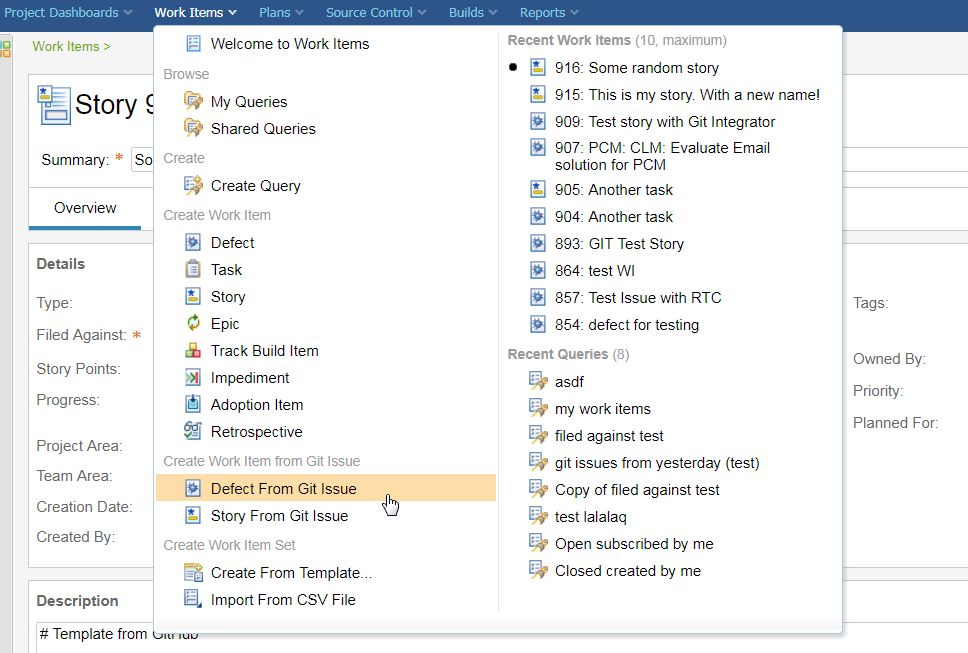 Project Dashboards
Work Items
Plans
Source Control
Builds
Reports
Work Items >
Story 9
Summary: *
So
Overview
Details
Type:
Filed Against: *
Story Points:
Progress:
Project Area:
Team Area:
Creation Date:
Created By:
Description
# Template from GitHub
Welcome to Work Items
Browse
My Queries
Shared Queries
Create
Create Query
Create Work Item
Defect
Task
Story
Epic
Track Build Item
Impediment
Adoption Item
Retrospective
Create Work Item from Git Issue
Defect From Git Issue
Story From Git Issue
Create Work Item Set
Create From Template...
Import From CSV File
Recent Work Items (10, maximum)
916: Some random story
915: This is my story. With a new name!
909: Test story with Git Integrator
907: PCM: CLM: Evaluate Email
solution for PCM
905: Another task
904: Another task
893: GIT Test Story
864: test WI
857: Test Issue with RTC
854: defect for testing
Recent Queries (8)
asdf
my work items
filed against test
git issues from yesterday (test)
Copy of filed against test
test lalalaq
Open subscribed by me
Closed created by me
Tags:
Owned By:
Priority:
Planned For: